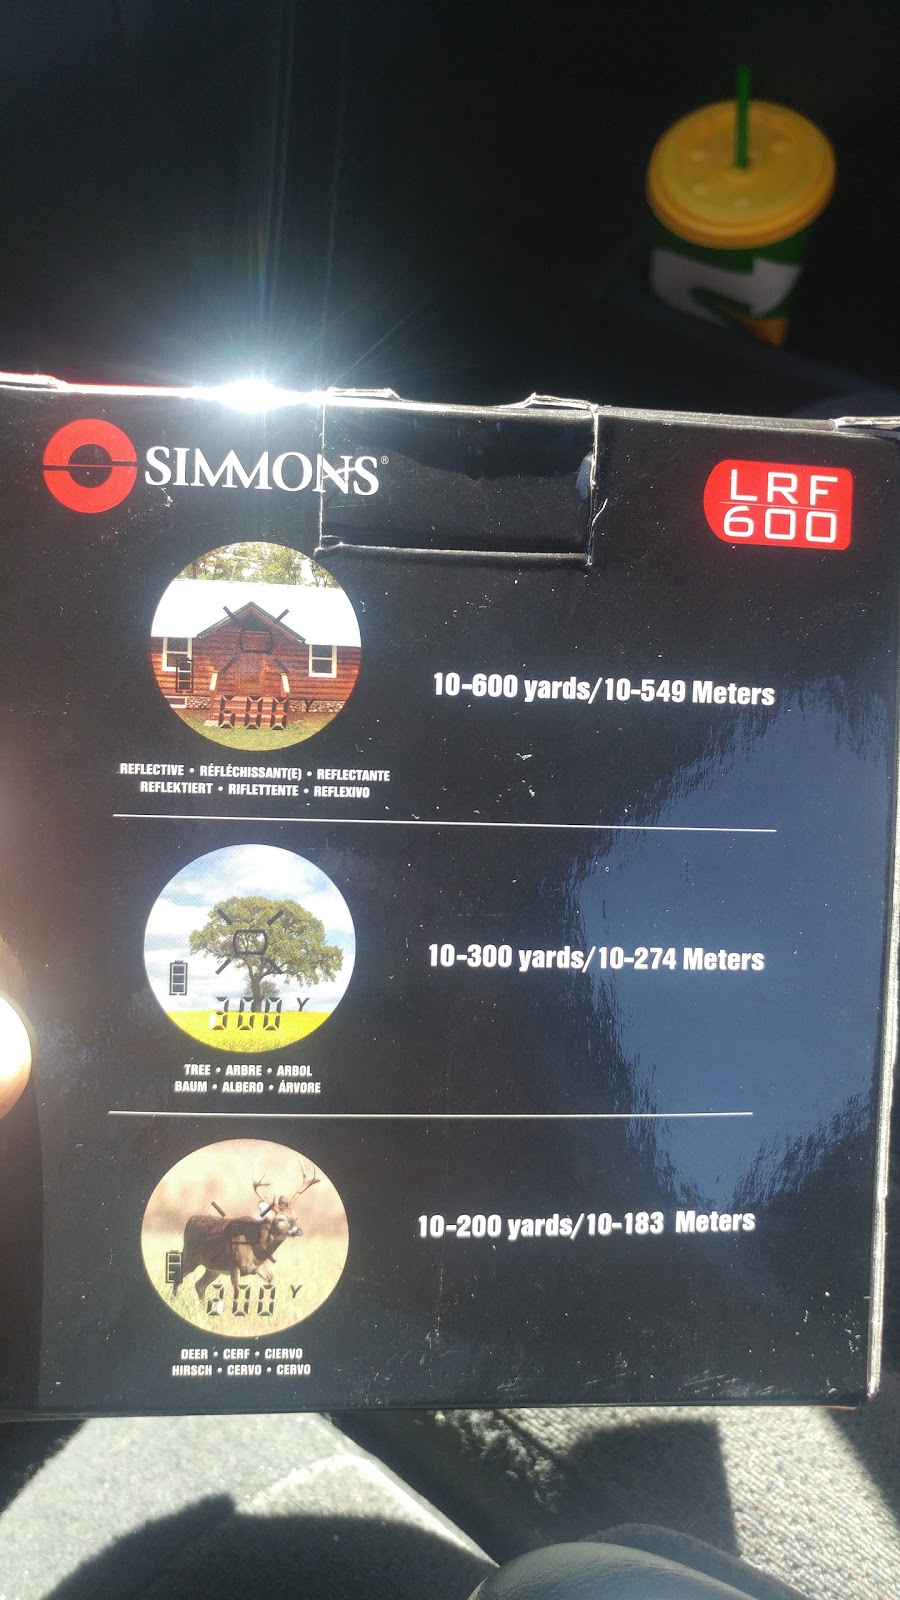 SIMMONS®
LRF
600
600 Y
10-600 yards/10-549 Meters
REFLECTIVE • RÉFLÉCHISSANT(E) • REFLECTANTE
REFLEKTIERT • RIFLETTENTE • REFLEXIVO
300 Y
10-300 yards/10-274 Meters
TREE • ARBRE • ARBOL
BAUM • ALBERO • ÁRVORE
200 Y
10-200 yards/10-183 Meters
DEER • CERF • CIERVO
HIRSCH • CERVO • CERVO